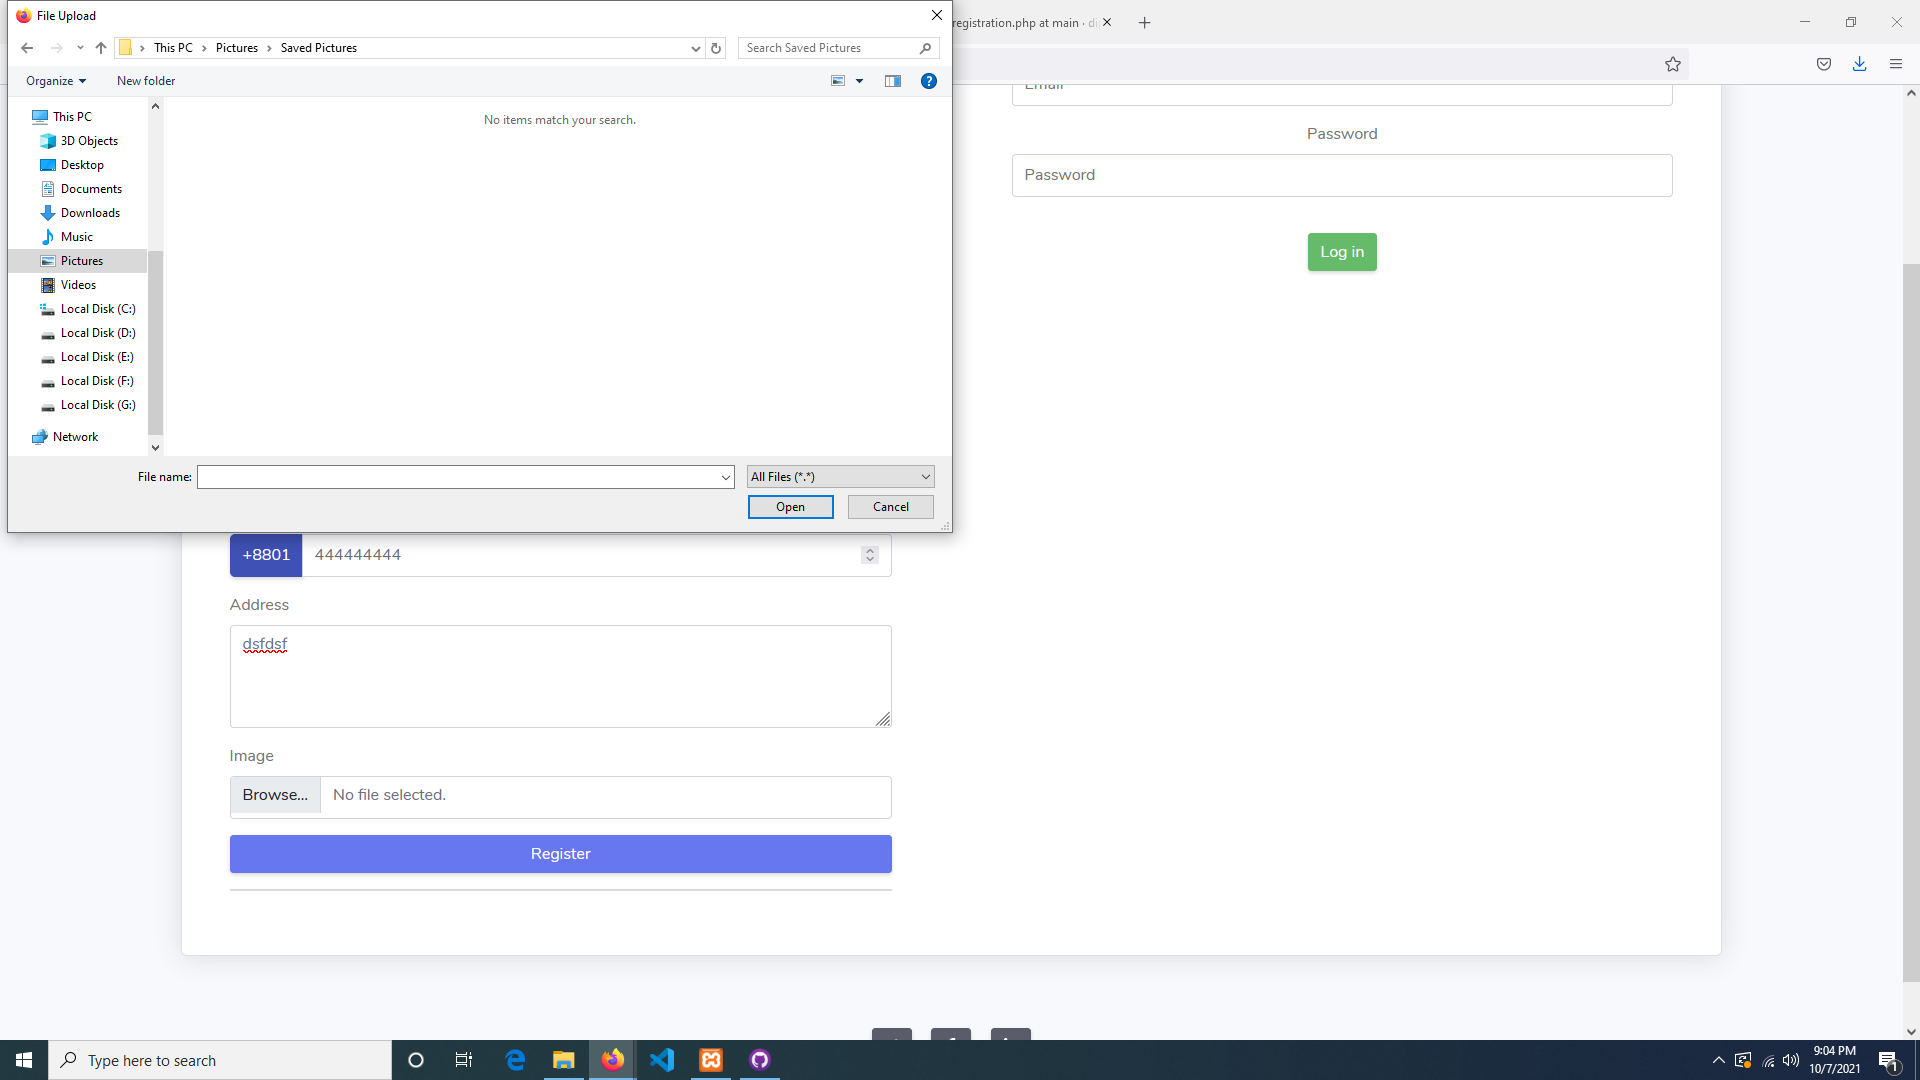 File Upload
registration.php at main · di
This PC
Pictures
Saved Pictures
Search Saved Pictures
Organize
New folder
This PC
3D Objects
Desktop
Documents
Downloads
Music
Pictures
Videos
Local Disk (C:)
Local Disk (D:)
Local Disk (E:)
Local Disk (F:)
Local Disk (G:)
Network
No items match your search.
File name:
All Files (*.*)
Open
Cancel
Email
Password
Password
Log in
+8801
444444444
Address
dsfdsf
Image
Browse...
No file selected.
Register
Type here to search
9:04 PM
10/7/2021
1